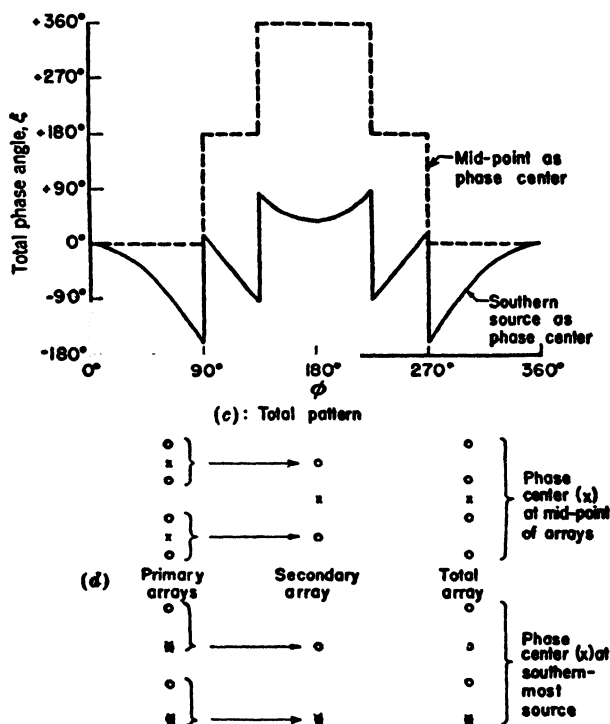 +360°
+270°
+180°
+90°
0°
-90°
-180°
Total phase angle, ξ
Mid-point as
phase center
Southern
source as
phase center
0°
90°
180°
270°
360°
φ
(c): Total pattern
Phase
center (x)
at mid-point
of arrays
(d)
Primary
arrays
Secondary
array
Total
array
Phase
center (x) at
southern-
most
source